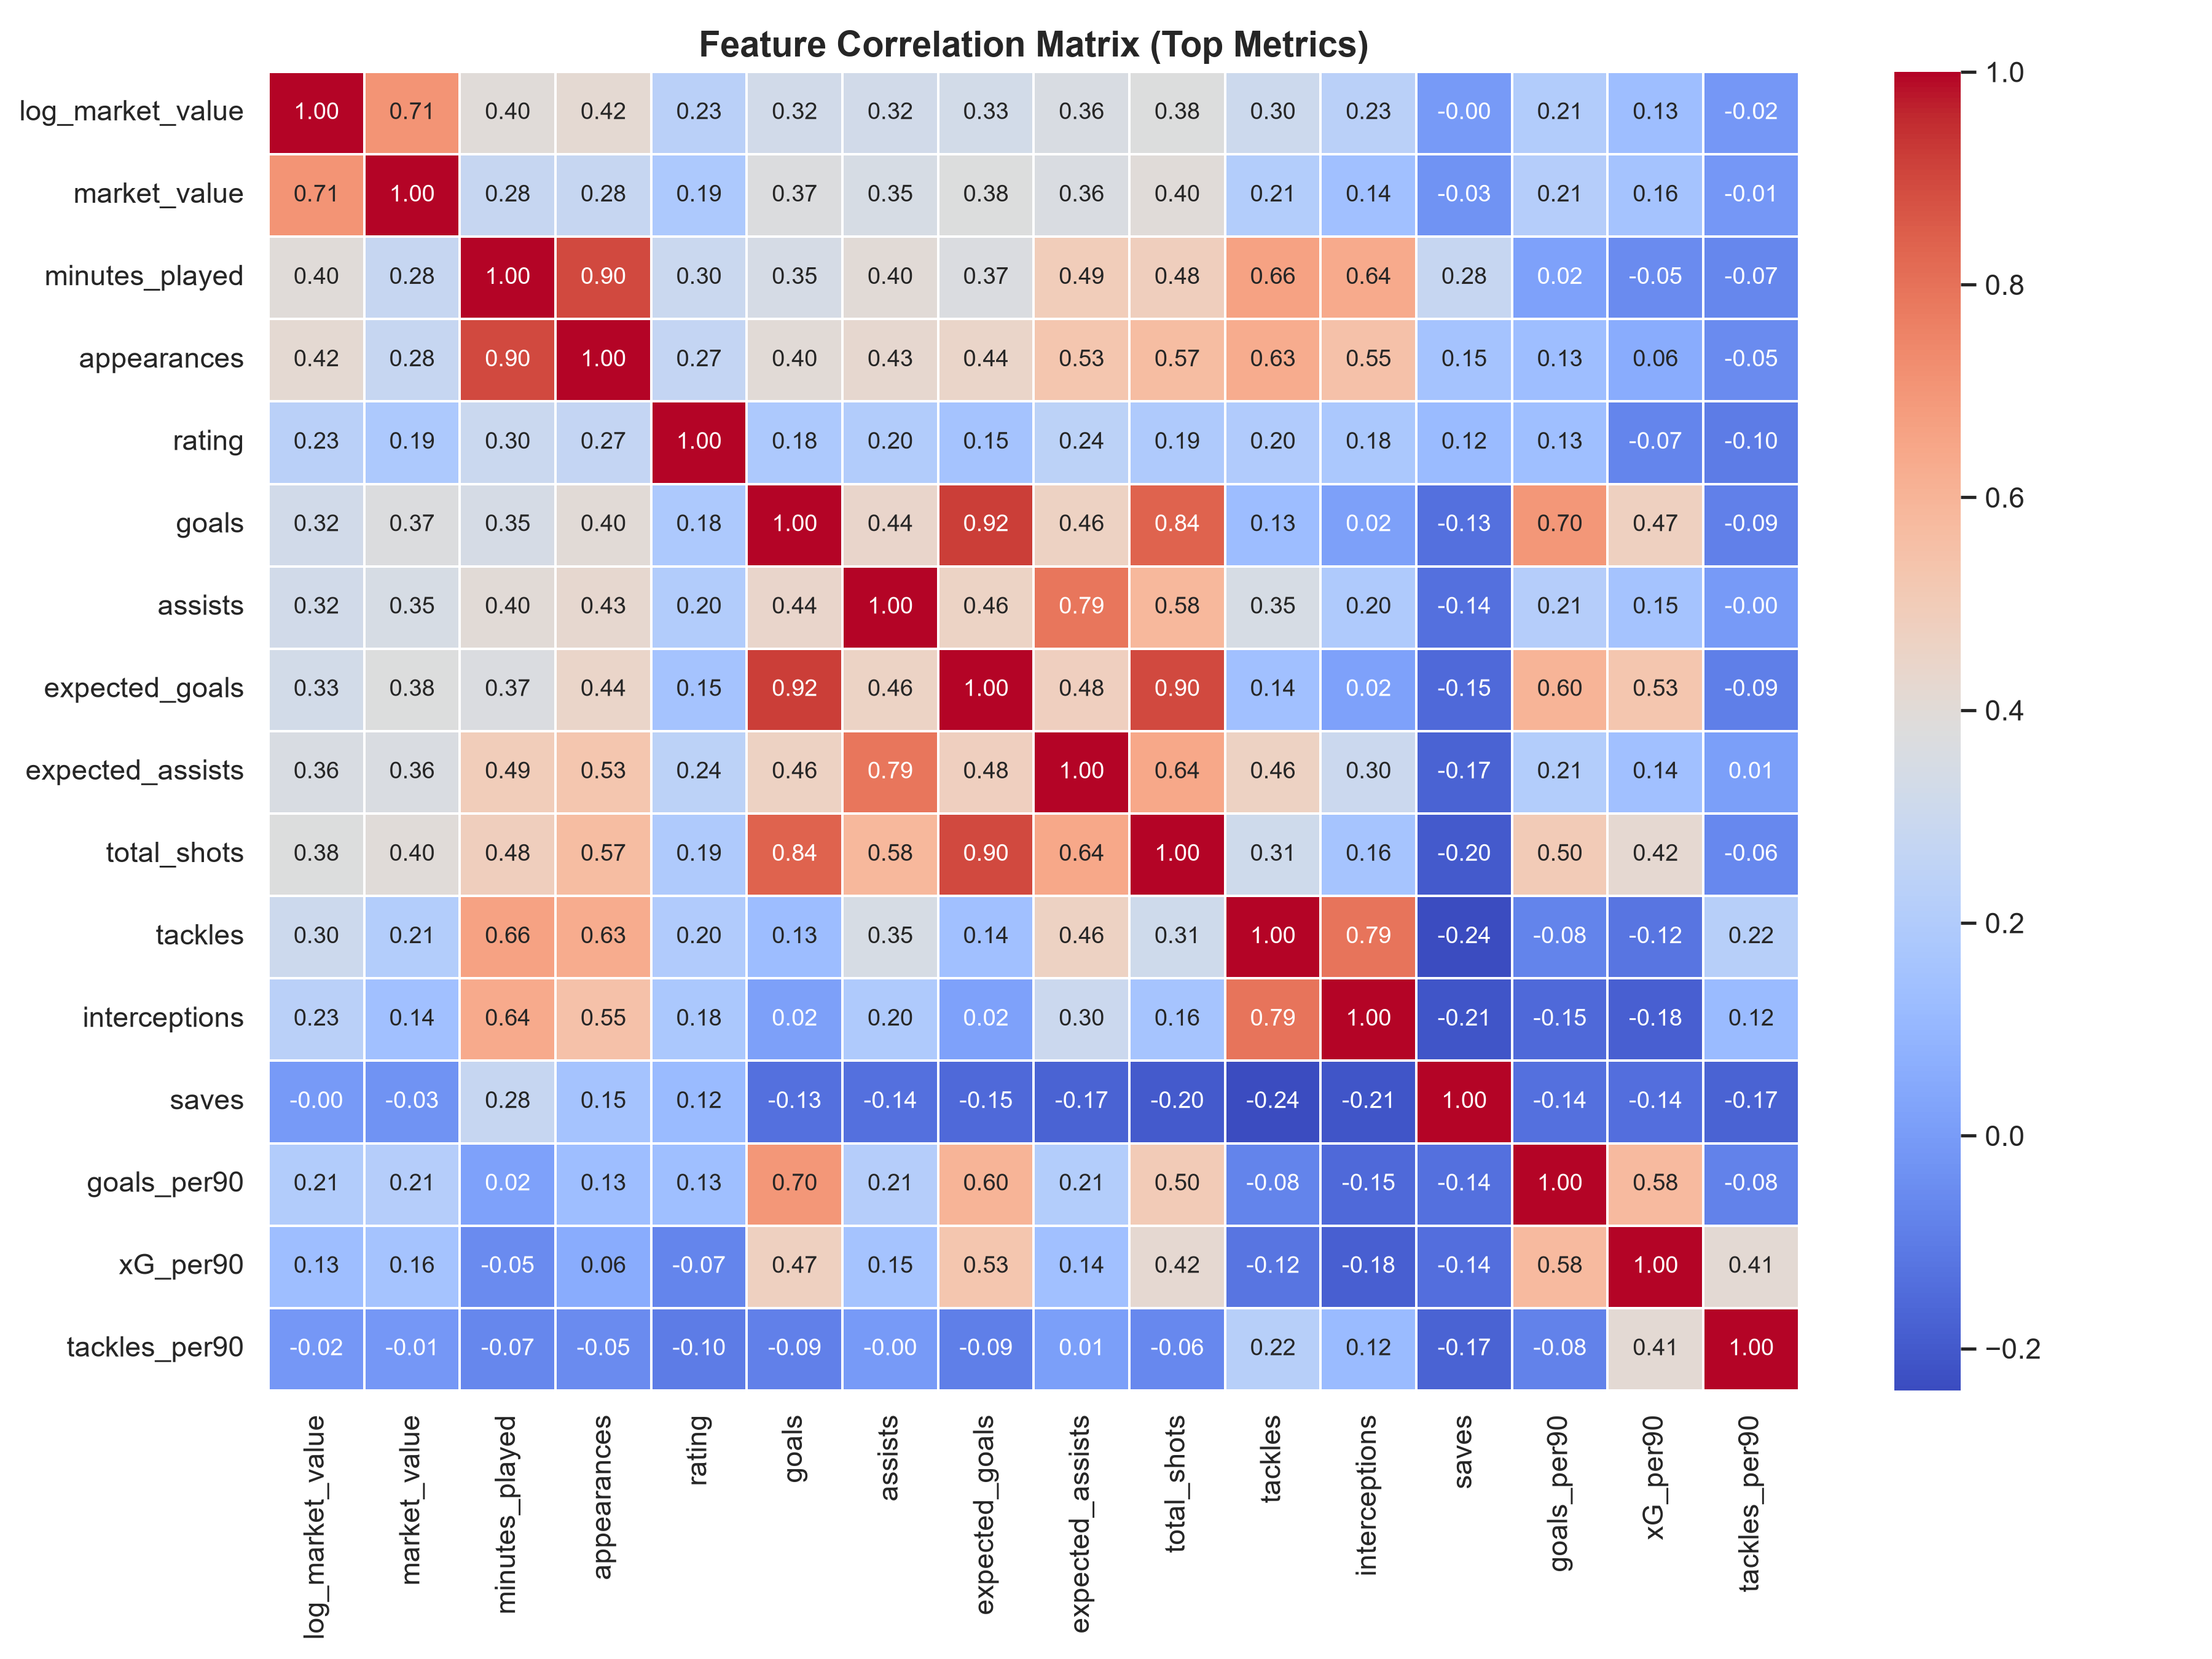 Feature Correlation Matrix (Top Metrics)
log_market_value 1.00 0.71 0.40 0.42 0.23 0.32 0.32 0.33 0.36 0.38 0.30 0.23 -0.00 0.21 0.13 -0.02
market_value 0.71 1.00 0.28 0.28 0.19 0.37 0.35 0.38 0.36 0.40 0.21 0.14 -0.03 0.21 0.16 -0.01
minutes_played 0.40 0.28 1.00 0.90 0.30 0.35 0.40 0.37 0.49 0.48 0.66 0.64 0.28 0.02 -0.05 -0.07
appearances 0.42 0.28 0.90 1.00 0.27 0.40 0.43 0.44 0.53 0.57 0.63 0.55 0.15 0.13 0.06 -0.05
rating 0.23 0.19 0.30 0.27 1.00 0.18 0.20 0.15 0.24 0.19 0.20 0.18 0.12 0.13 -0.07 -0.10
goals 0.32 0.37 0.35 0.40 0.18 1.00 0.44 0.92 0.46 0.84 0.13 0.02 -0.13 0.70 0.47 -0.09
assists 0.32 0.35 0.40 0.43 0.20 0.44 1.00 0.46 0.79 0.58 0.35 0.20 -0.14 0.21 0.15 -0.00
expected_goals 0.33 0.38 0.37 0.44 0.15 0.92 0.46 1.00 0.48 0.90 0.14 0.02 -0.15 0.60 0.53 -0.09
expected_assists 0.36 0.36 0.49 0.53 0.24 0.46 0.79 0.48 1.00 0.64 0.46 0.30 -0.17 0.21 0.14 0.01
total_shots 0.38 0.40 0.48 0.57 0.19 0.84 0.58 0.90 0.64 1.00 0.31 0.16 -0.20 0.50 0.42 -0.06
tackles 0.30 0.21 0.66 0.63 0.20 0.13 0.35 0.14 0.46 0.31 1.00 0.79 -0.24 -0.08 -0.12 0.22
interceptions 0.23 0.14 0.64 0.55 0.18 0.02 0.20 0.02 0.30 0.16 0.79 1.00 -0.21 -0.15 -0.18 0.12
saves -0.00 -0.03 0.28 0.15 0.12 -0.13 -0.14 -0.15 -0.17 -0.20 -0.24 -0.21 1.00 -0.14 -0.14 -0.17
goals_per90 0.21 0.21 0.02 0.13 0.13 0.70 0.21 0.60 0.21 0.50 -0.08 -0.15 -0.14 1.00 0.58 -0.08
xG_per90 0.13 0.16 -0.05 0.06 -0.07 0.47 0.15 0.53 0.14 0.42 -0.12 -0.18 -0.14 0.58 1.00 0.41
tackles_per90 -0.02 -0.01 -0.07 -0.05 -0.10 -0.09 -0.00 -0.09 0.01 -0.06 0.22 0.12 -0.17 -0.08 0.41 1.00
log_market_value
market_value
minutes_played
appearances
rating
goals
assists
expected_goals
expected_assists
total_shots
tackles
interceptions
saves
goals_per90
xG_per90
tackles_per90
1.0
0.8
0.6
0.4
0.2
0.0
−0.2